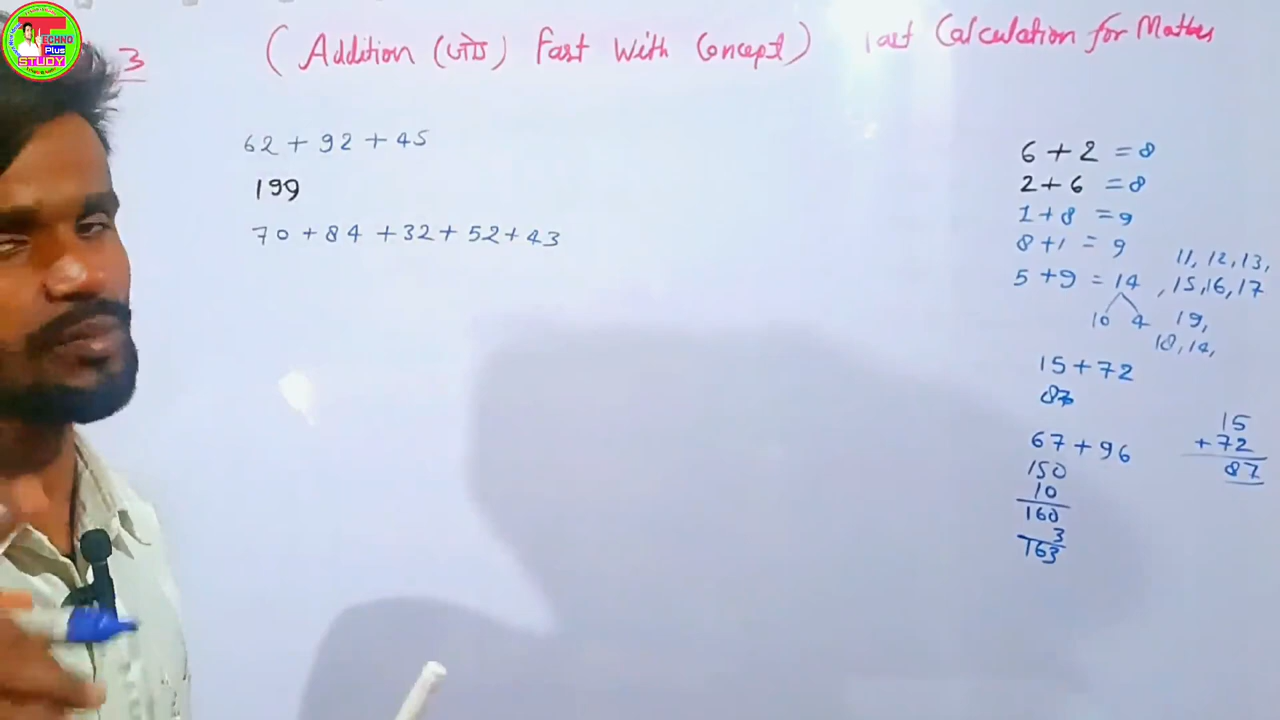 TECHNO
Plus
STUDY
3
(Addition (जोड़) Fast With Concept) Fast Calculation for Mathes
62 + 92 + 45
199
70 + 84 + 32 + 52 + 43
6 + 2 = 8
2 + 6 = 8
1 + 8 = 9
8 + 1 = 9
5 + 9 = 14
10 4
11, 12, 13,
, 15, 16, 17
19,
18, 14,
15 + 72
87
67 + 96
150
10
160
3
163
15
+ 72
87